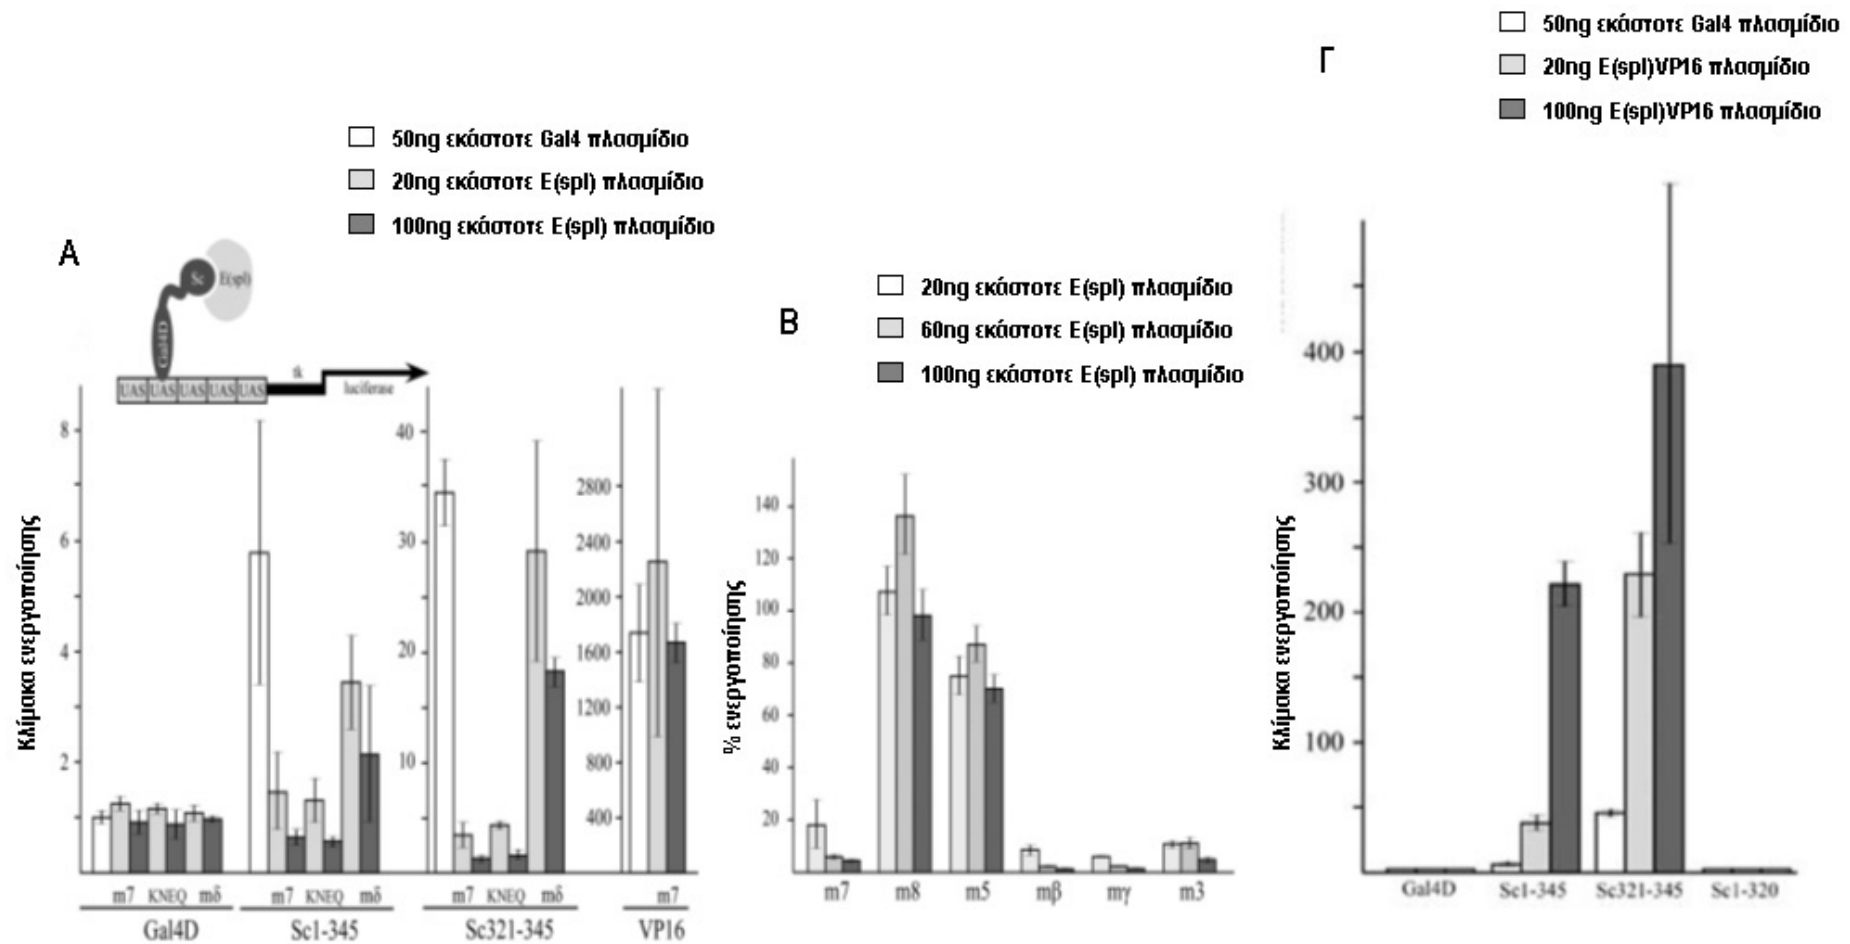 Α
50ng εκάστοτε Gal4 πλασμίδιο
20ng εκάστοτε E(spl) πλασμίδιο
100ng εκάστοτε E(spl) πλασμίδιο
Sc E(spl)
Gal4D
UAS UAS UAS UAS UAS
tk
luciferase
Κλίμακα ενεργοποίησης
8
6
4
2
40
30
20
10
2800
2400
2000
1600
1200
800
400
m7 KNEQ mδ
m7 KNEQ mδ
m7 KNEQ mδ
m7
Gal4D
Sc1-345
Sc321-345
VP16
Β
20ng εκάστοτε E(spl) πλασμίδιο
60ng εκάστοτε E(spl) πλασμίδιο
100ng εκάστοτε E(spl) πλασμίδιο
% ενεργοποίησης
140
120
100
80
60
40
20
m7 m8 m5 mβ mγ m3
Γ
50ng εκάστοτε Gal4 πλασμίδιο
20ng E(spl)VP16 πλασμίδιο
100ng E(spl)VP16 πλασμίδιο
Κλίμακα ενεργοποίησης
400
300
200
100
Gal4D Sc1-345 Sc321-345 Sc1-320